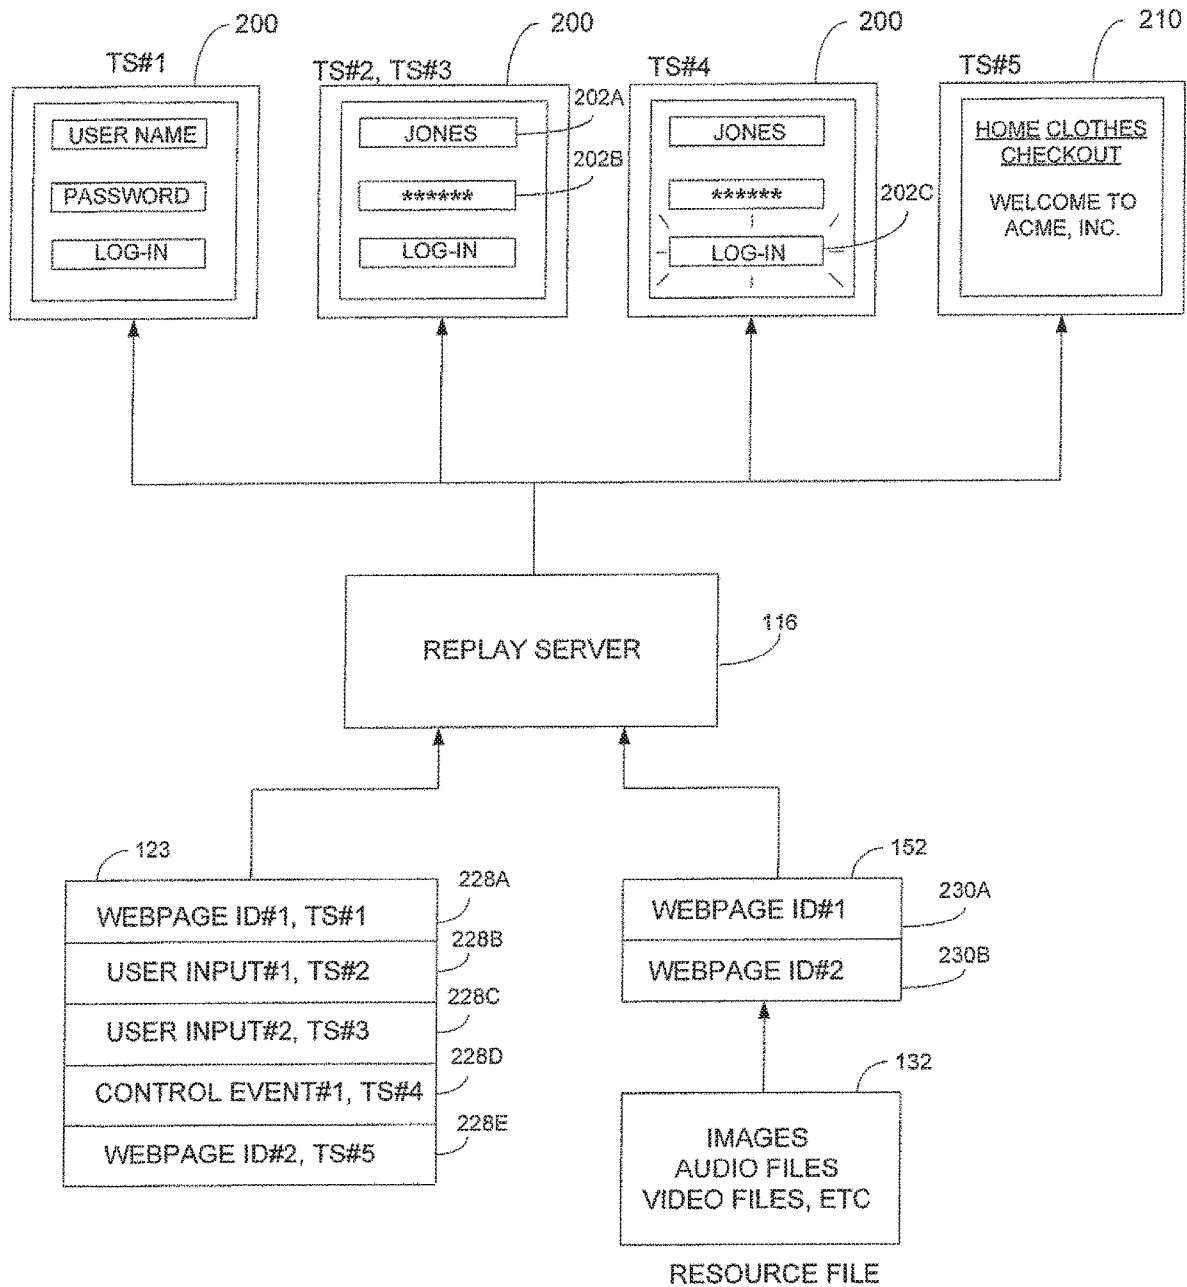 200
200
200
210
TS#1
TS#2, TS#3
TS#4
TS#5
USER NAME
PASSWORD
LOG-IN
JONES
******
LOG-IN
202A
202B
JONES
******
LOG-IN
202C
HOME CLOTHES
CHECKOUT
WELCOME TO
ACME, INC.
REPLAY SERVER
116
123
WEBPAGE ID#1, TS#1
228A
USER INPUT#1, TS#2
228B
USER INPUT#2, TS#3
228C
CONTROL EVENT#1, TS#4
228D
WEBPAGE ID#2, TS#5
228E
152
WEBPAGE ID#1
230A
WEBPAGE ID#2
230B
132
IMAGES
AUDIO FILES
VIDEO FILES, ETC
RESOURCE FILE